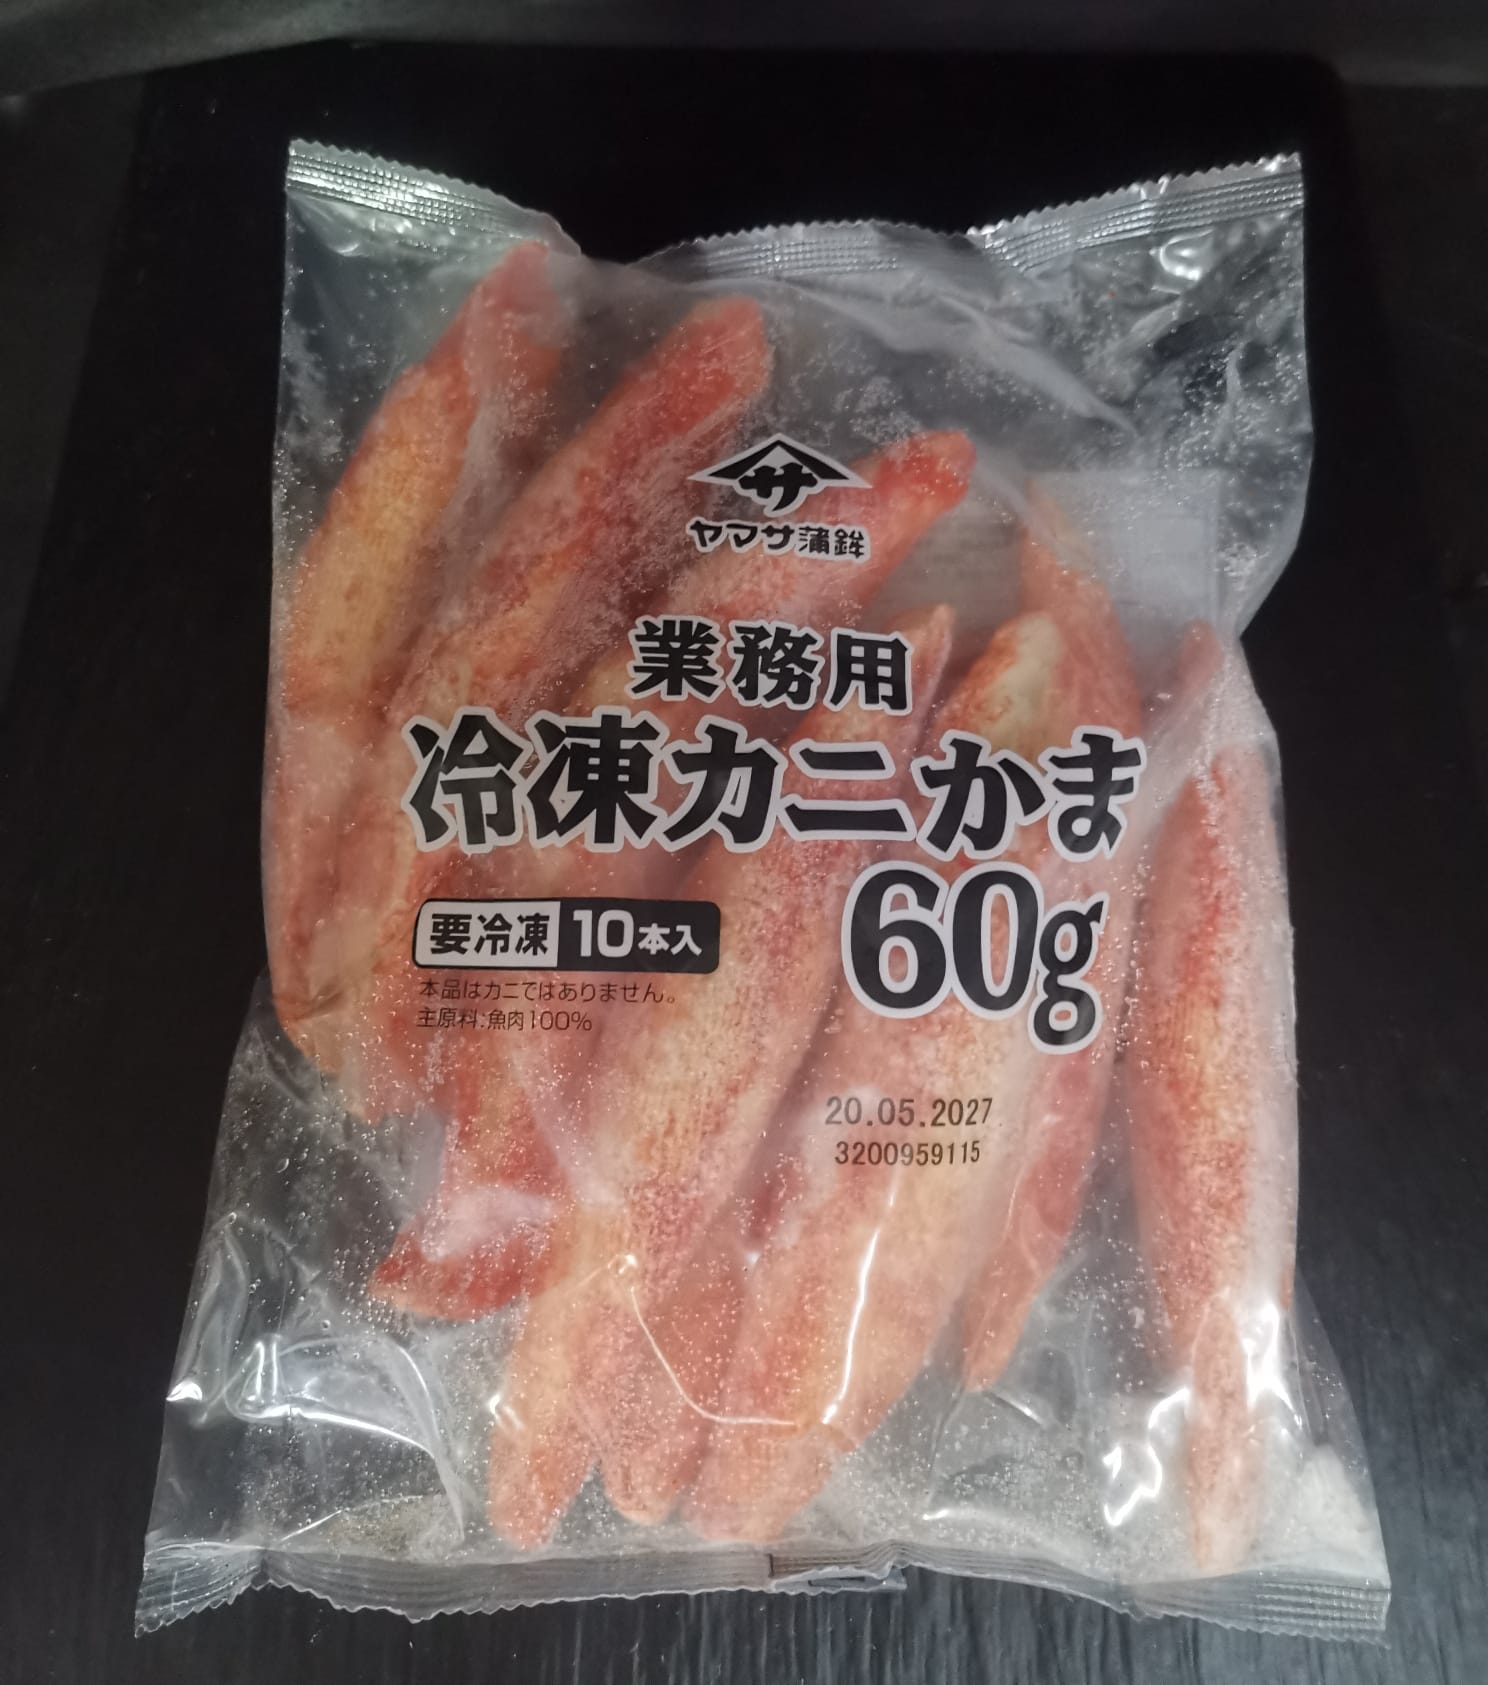 サ
ヤマサ蒲鉾
業務用
冷凍カニかま
60g
要冷凍 10本入
本品はカニではありません。
主原料:魚肉100%
20.05.2027
3200959115